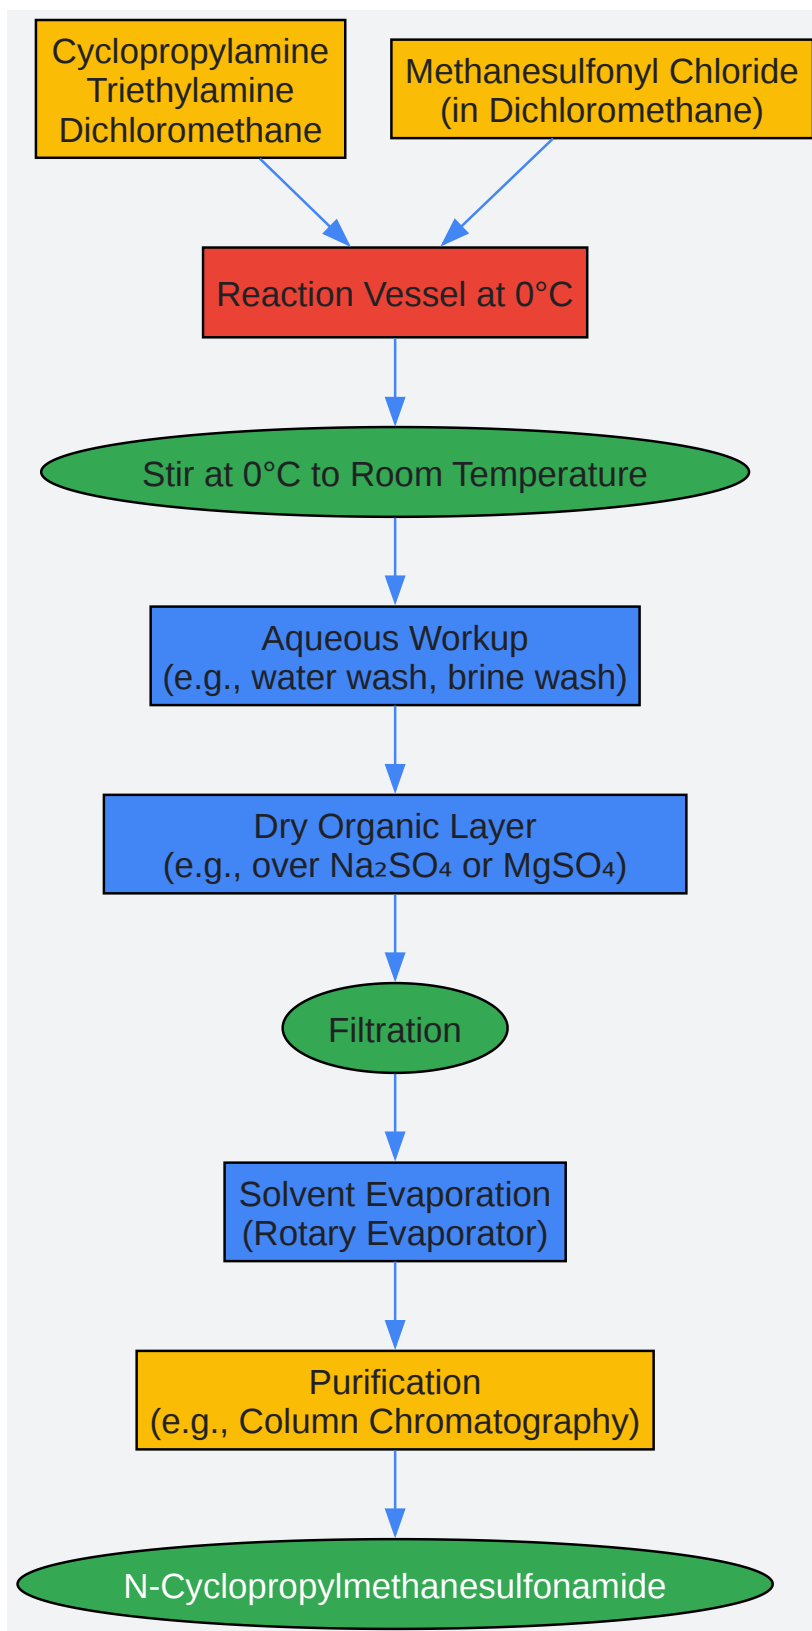 Cyclopropylamine
Triethylamine
Dichloromethane
Methanesulfonyl Chloride
(in Dichloromethane)
Reaction Vessel at 0°C
Stir at 0°C to Room Temperature
Aqueous Workup
(e.g., water wash, brine wash)
Dry Organic Layer
(e.g., over Na₂SO₄ or MgSO₄)
Filtration
Solvent Evaporation
(Rotary Evaporator)
Purification
(e.g., Column Chromatography)
N-Cyclopropylmethanesulfonamide